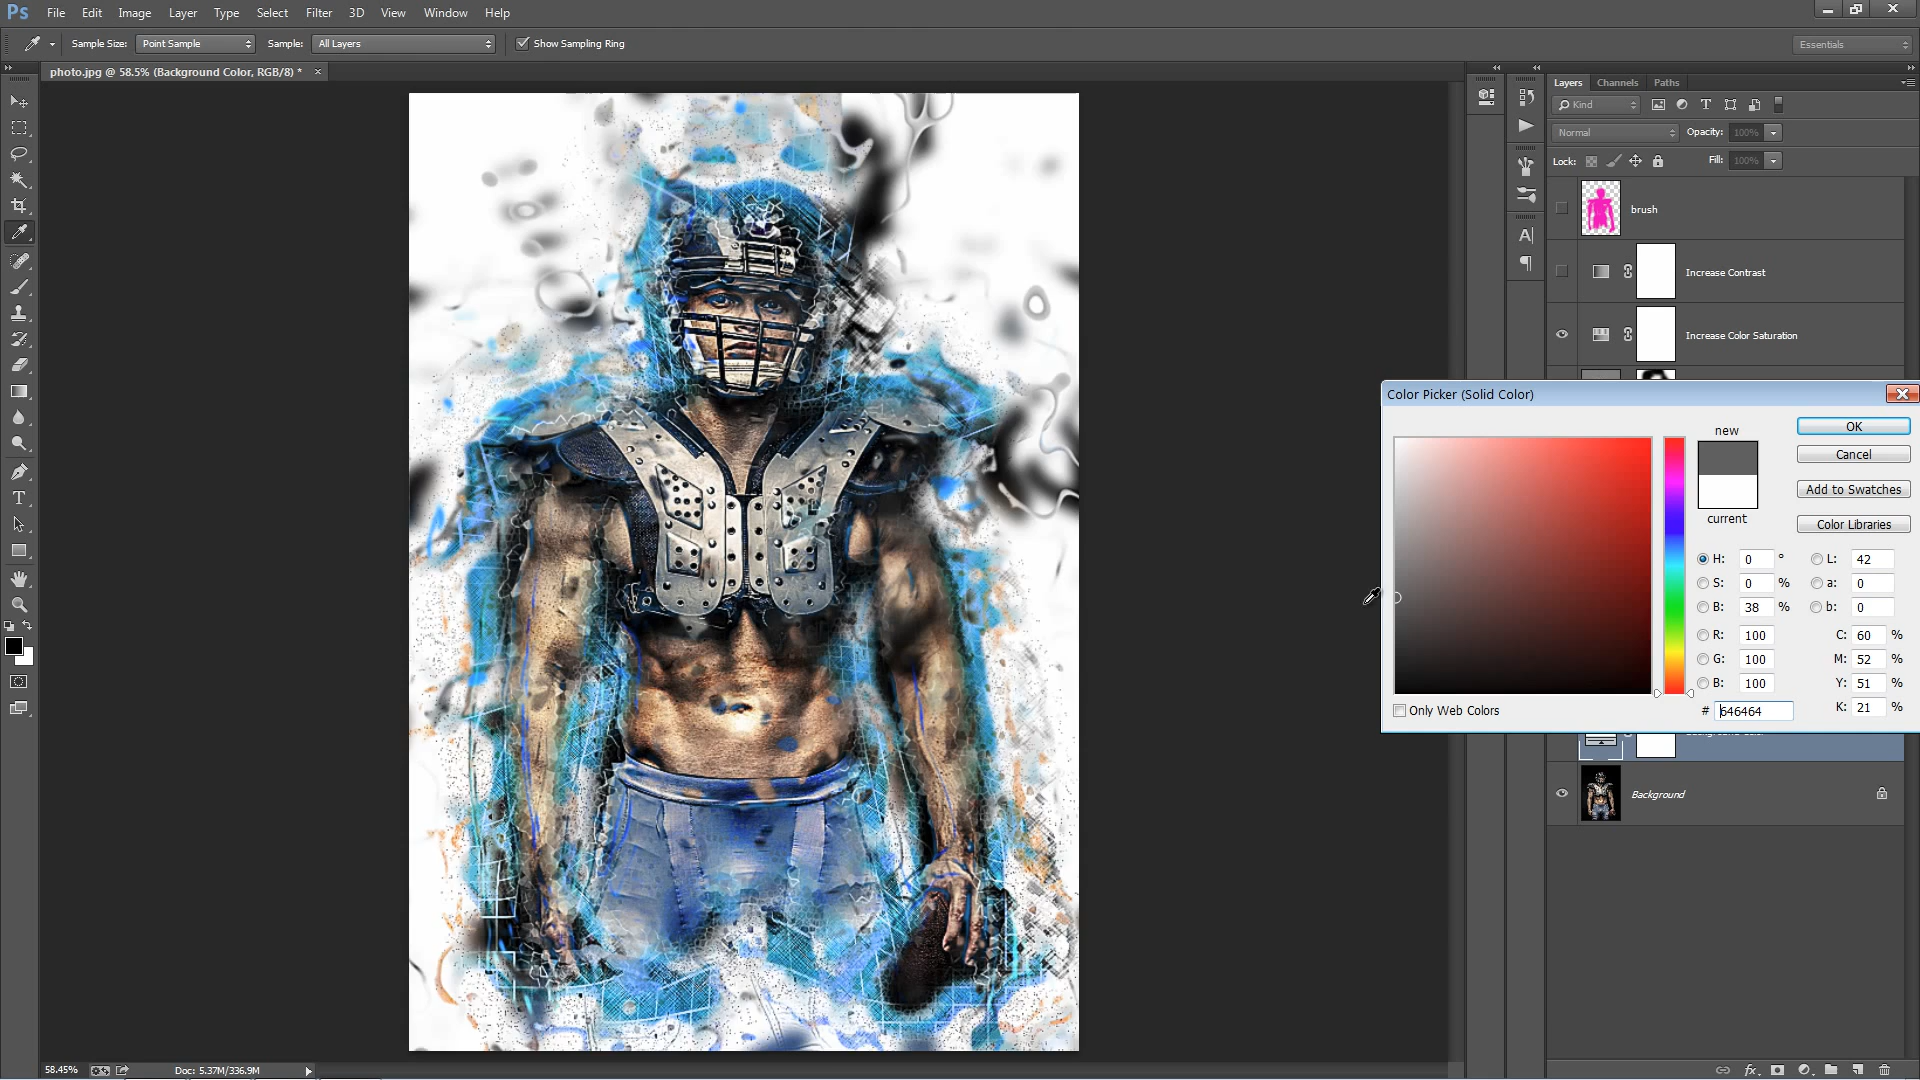 Ps File Edit Image Layer Type Select Filter 3D View Window Help
Sample Size: Point Sample Sample: All Layers Show Sampling Ring Essentials
photo.jpg @ 58.5% (Background Color, RGB/8) * ×
Layers Channels Paths
Kind
Normal Opacity: 100%
Lock: Fill: 100%
brush
Increase Contrast
Increase Color Saturation
Color Picker (Solid Color)
new
OK
Cancel
Add to Swatches
current
Color Libraries
H: 0 ° L: 42
S: 0 % a: 0
B: 38 % b: 0
R: 100 C: 60 %
G: 100 M: 52 %
B: 100 Y: 51 %
Only Web Colors # 646464 K: 21 %
Background
58.45% Doc: 5.37M/336.9M